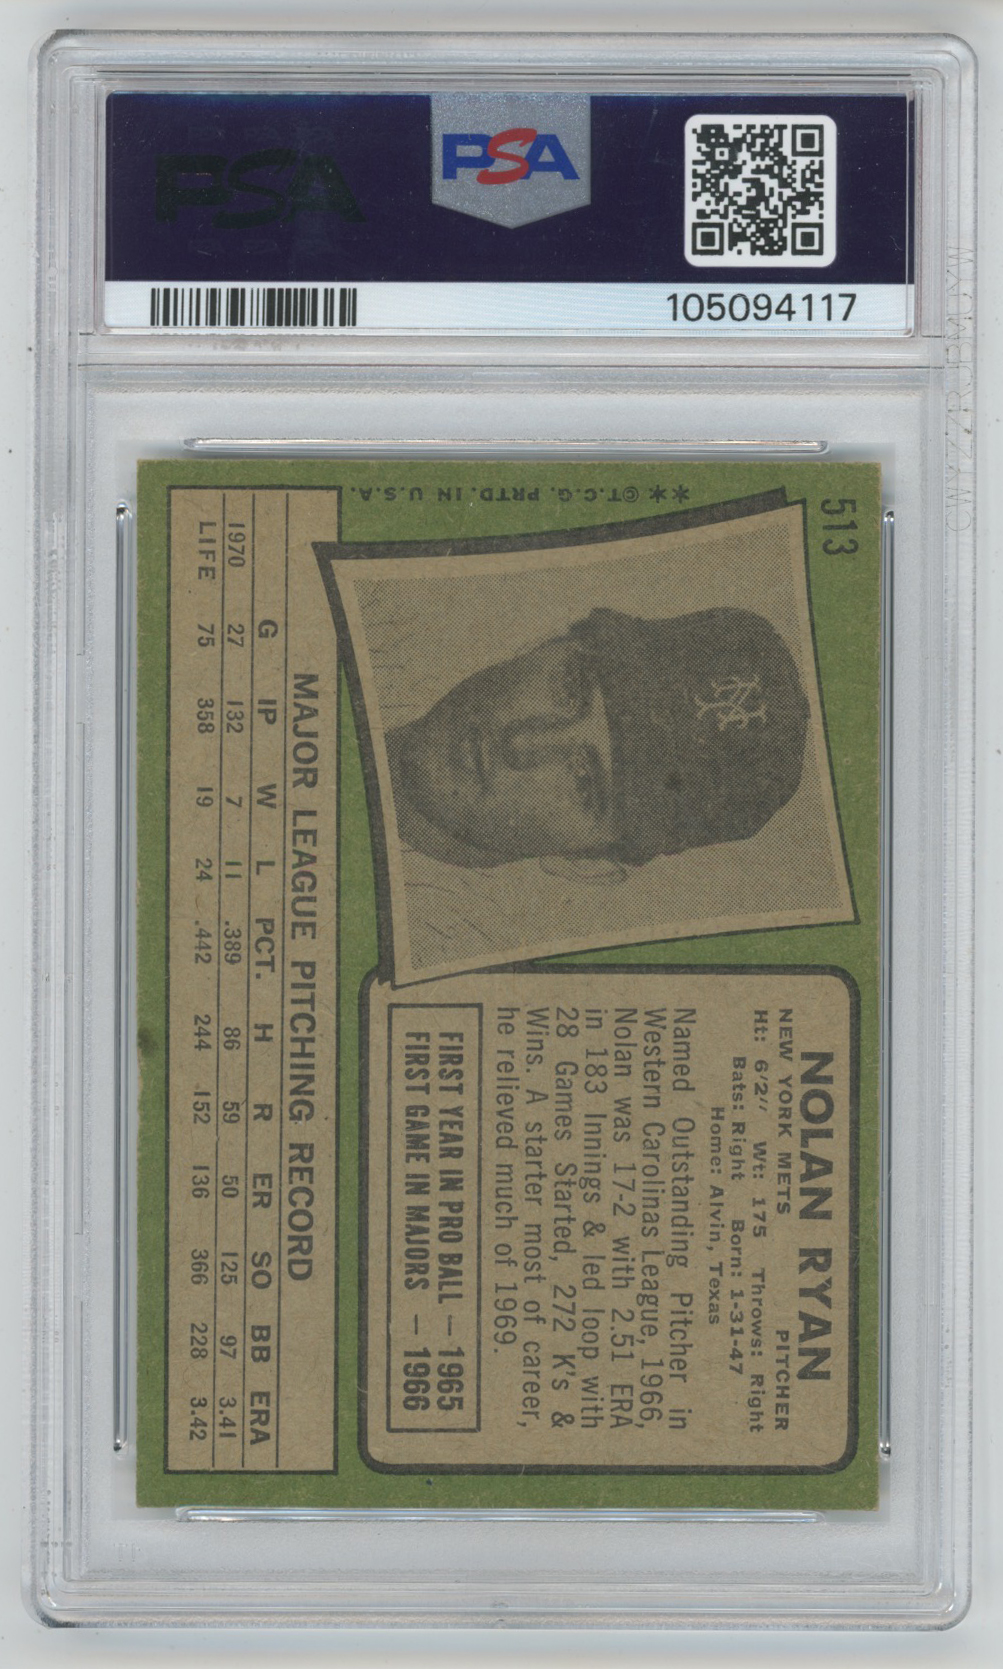 PSA
PSA
105094117
513
** ©T.C.G. PRTD. IN U.S.A.
NY
NOLAN RYAN
NEW YORK METS PITCHER
Ht: 6'2" Wt: 175 Throws: Right
Bats: Right Born: 1-31-47
Home: Alvin, Texas
Named Outstanding Pitcher in
Western Carolinas League, 1966,
Nolan was 17-2 with 2.51 ERA
in 183 Innings & led loop with
28 Games Started, 272 K's &
Wins. A starter most of career,
he relieved much of 1969.
FIRST YEAR IN PRO BALL — 1965
FIRST GAME IN MAJORS — 1966
MAJOR LEAGUE PITCHING RECORD
G IP W L PCT. H R ER SO BB ERA
1970 27 132 7 11 .389 86 59 50 125 97 3.41
LIFE 75 358 19 24 .442 244 152 136 366 228 3.42